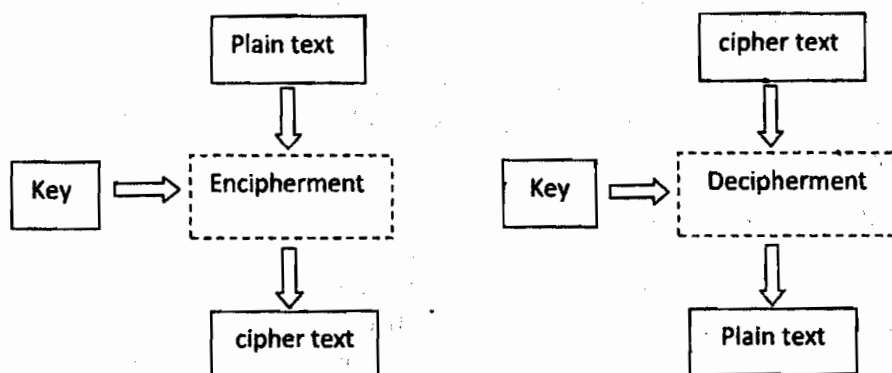 Plain text
Key
Encipherment
cipher text
cipher text
Key
Decipherment
Plain text